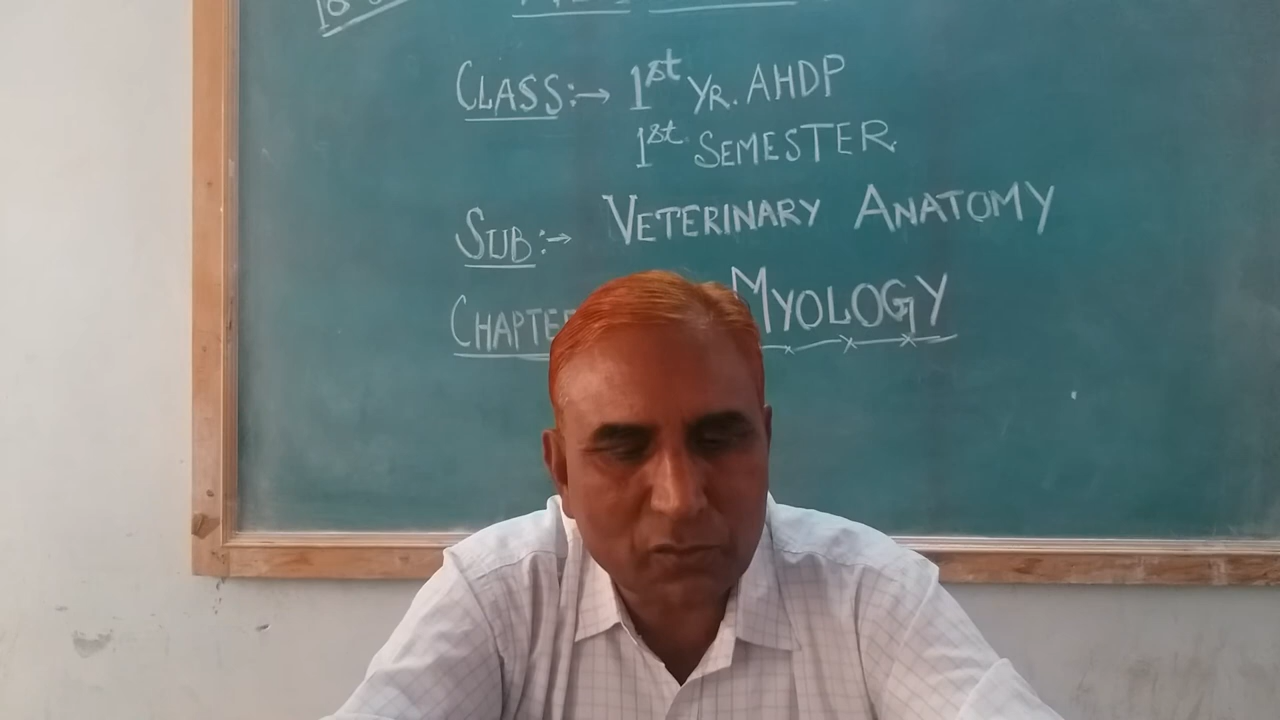 CLASS:→ 1st YR. AHDP
1st SEMESTER
SUB:→ VETERINARY ANATOMY
MYOLOGY